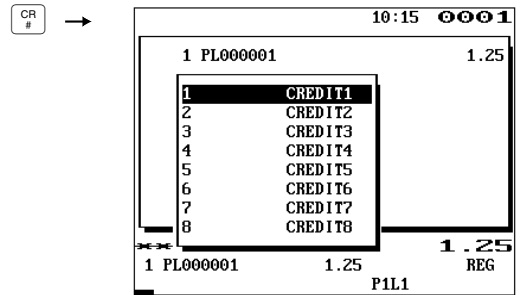 CR
#
10:15 0001
1 PL000001 1.25
1 CREDIT1
2 CREDIT2
3 CREDIT3
4 CREDIT4
5 CREDIT5
6 CREDIT6
7 CREDIT7
8 CREDIT8
** 1.25
1 PL000001 1.25 REG
P1L1